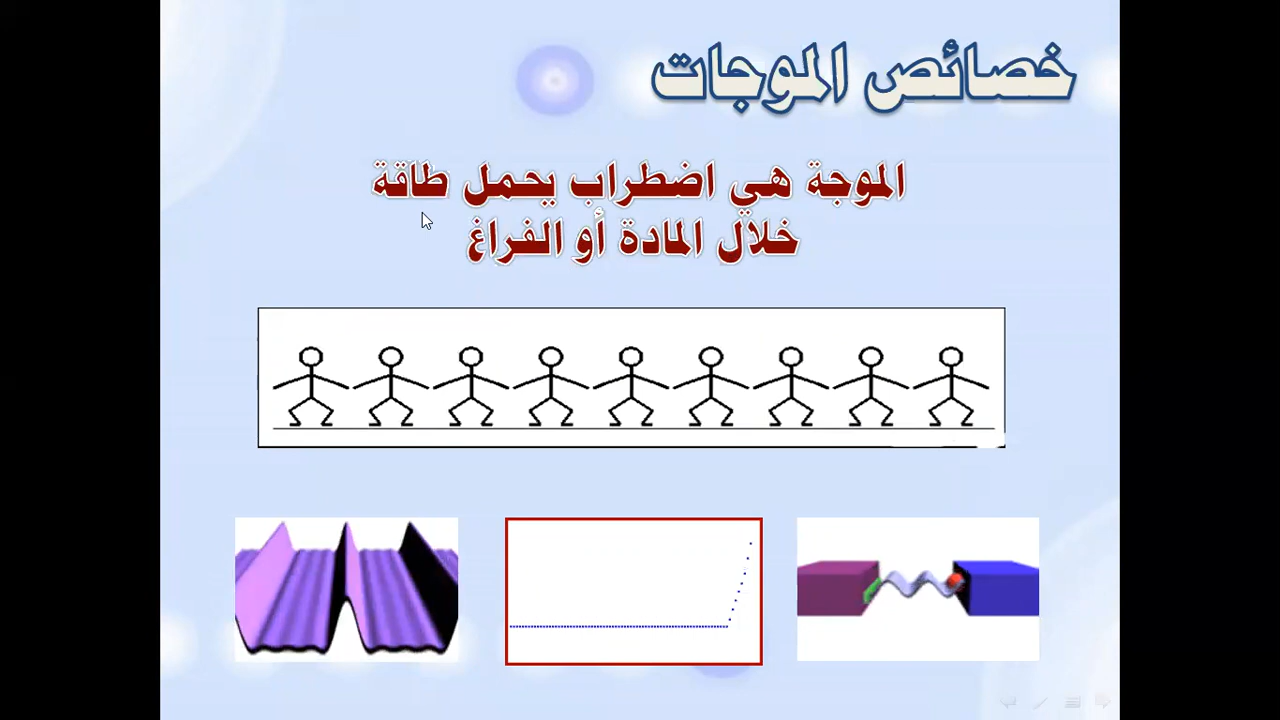 خصائص الموجات
الموجة هي اضطراب يحمل طاقة
خلال المادة أو الفراغ